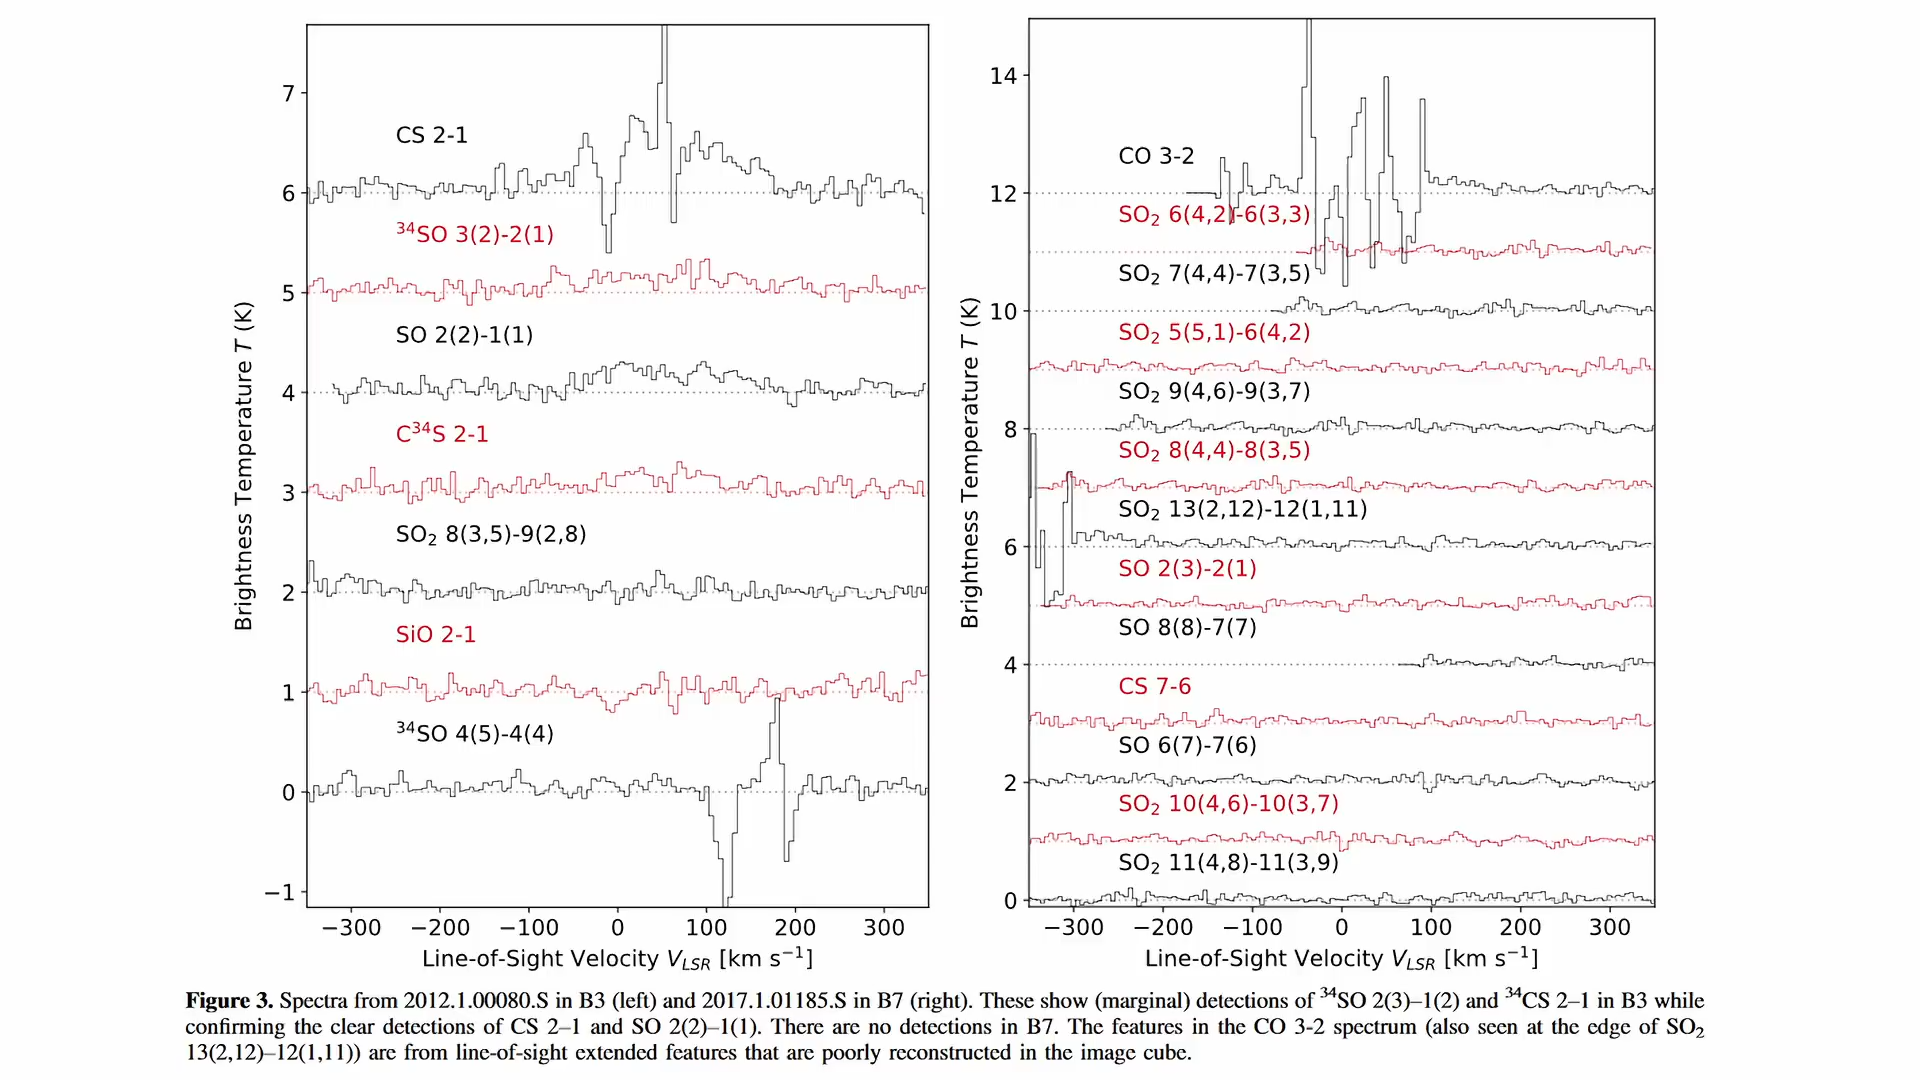 7
6
5
4
3
2
1
0
−1
Brightness Temperature T (K)
CS 2-1
³⁴SO 3(2)-2(1)
SO 2(2)-1(1)
C³⁴S 2-1
SO₂ 8(3,5)-9(2,8)
SiO 2-1
³⁴SO 4(5)-4(4)
−300 −200 −100 0 100 200 300
Line-of-Sight Velocity V_LSR [km s⁻¹]
14
12
10
8
6
4
2
0
Brightness Temperature T (K)
CO 3-2
SO₂ 6(4,2)-6(3,3)
SO₂ 7(4,4)-7(3,5)
SO₂ 5(5,1)-6(4,2)
SO₂ 9(4,6)-9(3,7)
SO₂ 8(4,4)-8(3,5)
SO₂ 13(2,12)-12(1,11)
SO 2(3)-2(1)
SO 8(8)-7(7)
CS 7-6
SO 6(7)-7(6)
SO₂ 10(4,6)-10(3,7)
SO₂ 11(4,8)-11(3,9)
−300 −200 −100 0 100 200 300
Line-of-Sight Velocity V_LSR [km s⁻¹]
Figure 3. Spectra from 2012.1.00080.S in B3 (left) and 2017.1.01185.S in B7 (right). These show (marginal) detections of ³⁴SO 2(3)–1(2) and ³⁴CS 2–1 in B3 while
confirming the clear detections of CS 2–1 and SO 2(2)–1(1). There are no detections in B7. The features in the CO 3-2 spectrum (also seen at the edge of SO₂
13(2,12)–12(1,11)) are from line-of-sight extended features that are poorly reconstructed in the image cube.